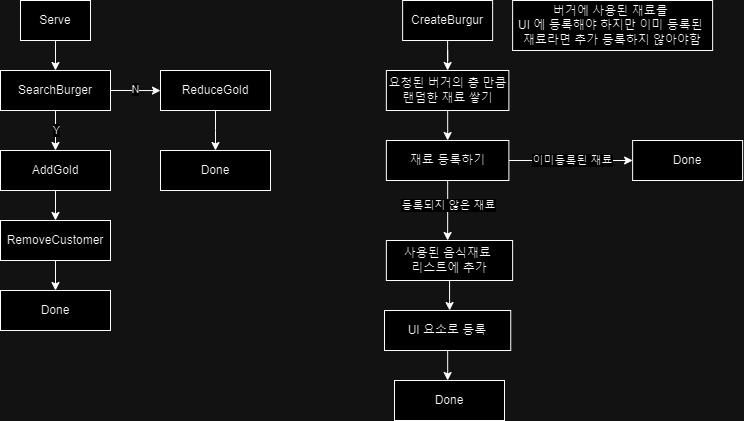 Serve
SearchBurger
N
ReduceGold
Y
Done
AddGold
RemoveCustomer
Done
CreateBurgur
버거에 사용된 재료를
UI 에 등록해야 하지만 이미 등록된
재료라면 추가 등록하지 않아야함
요청된 버거의 층 만큼
랜덤한 재료 쌓기
재료 등록하기
이미등록된 재료
Done
등록되지 않은 재료
사용된 음식재료
리스트에 추가
UI 요소로 등록
Done